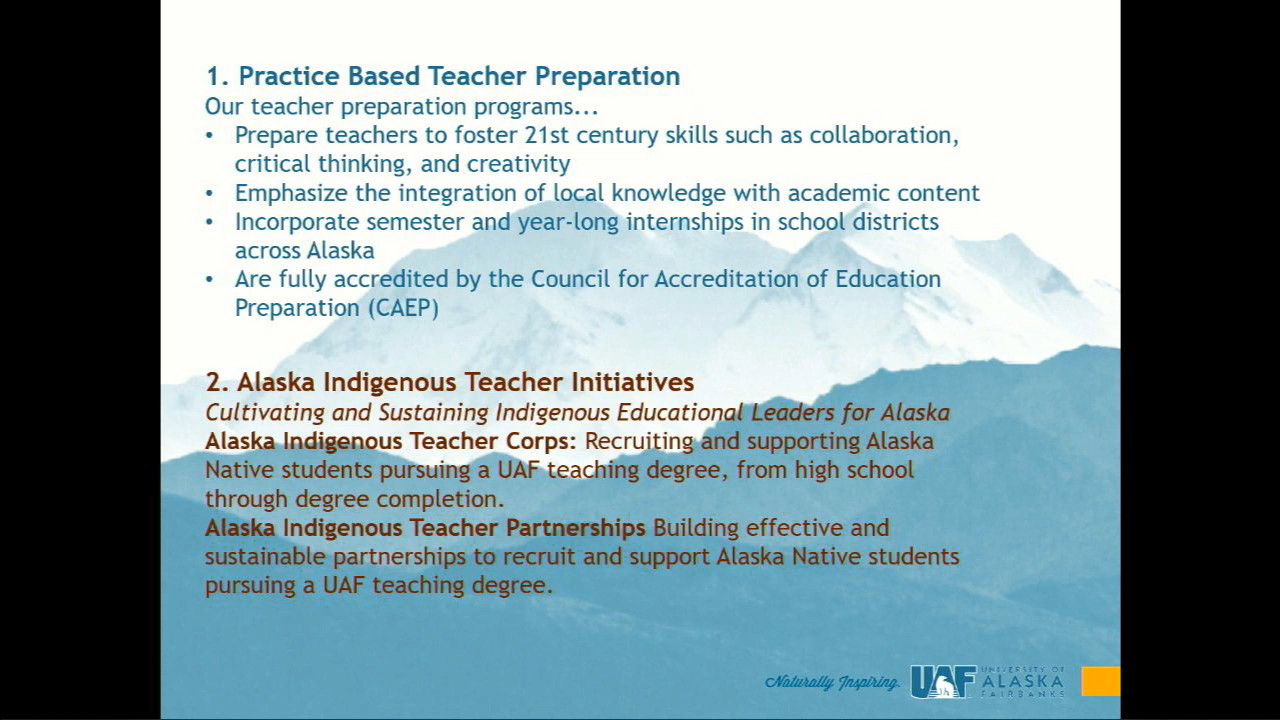 1. Practice Based Teacher Preparation
Our teacher preparation programs...
• Prepare teachers to foster 21st century skills such as collaboration,
critical thinking, and creativity
• Emphasize the integration of local knowledge with academic content
• Incorporate semester and year-long internships in school districts
across Alaska
• Are fully accredited by the Council for Accreditation of Education
Preparation (CAEP)
2. Alaska Indigenous Teacher Initiatives
Cultivating and Sustaining Indigenous Educational Leaders for Alaska
Alaska Indigenous Teacher Corps: Recruiting and supporting Alaska
Native students pursuing a UAF teaching degree, from high school
through degree completion.
Alaska Indigenous Teacher Partnerships Building effective and
sustainable partnerships to recruit and support Alaska Native students
pursuing a UAF teaching degree.
Naturally Inspiring.
UAF
UNIVERSITY OF
ALASKA
FAIRBANKS